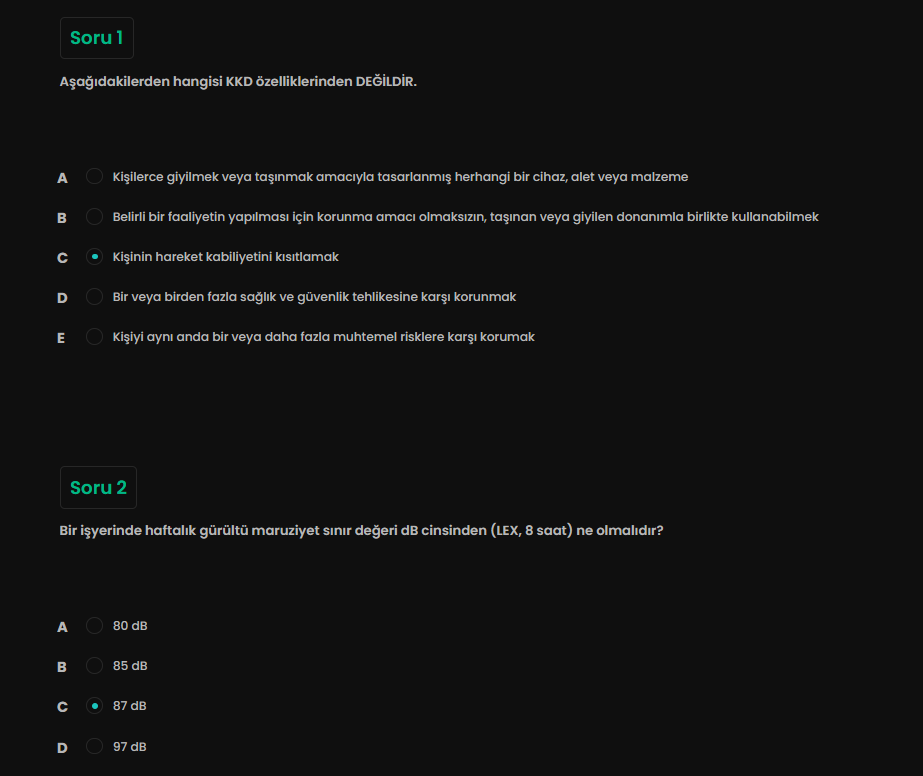 Soru 1
Aşağıdakilerden hangisi KKD özelliklerinden DEĞİLDİR.
A Kişilerce giyilmek veya taşınmak amacıyla tasarlanmış herhangi bir cihaz, alet veya malzeme
B Belirli bir faaliyetin yapılması için korunma amacı olmaksızın, taşınan veya giyilen donanımla birlikte kullanabilmek
C Kişinin hareket kabiliyetini kısıtlamak
D Bir veya birden fazla sağlık ve güvenlik tehlikesine karşı korunmak
E Kişiyi aynı anda bir veya daha fazla muhtemel risklere karşı korumak
Soru 2
Bir işyerinde haftalık gürültü maruziyet sınır değeri dB cinsinden (LEX, 8 saat) ne olmalıdır?
A 80 dB
B 85 dB
C 87 dB
D 97 dB